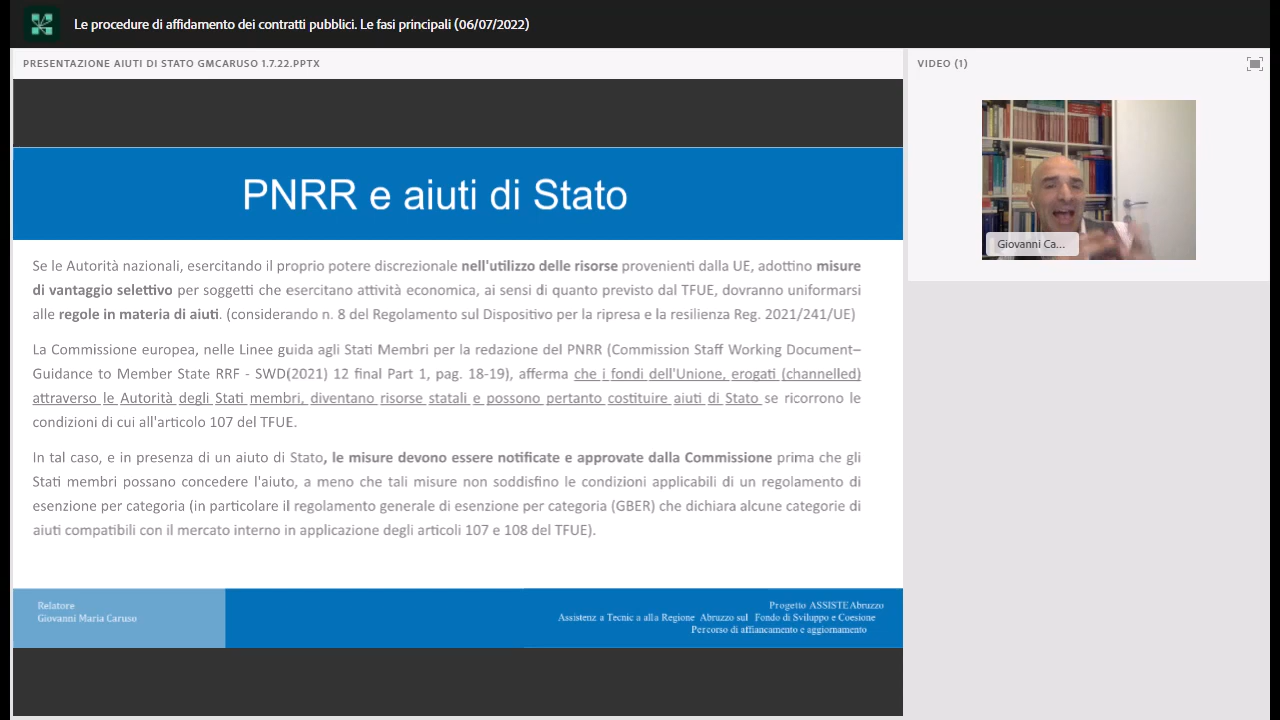 Le procedure di affidamento dei contratti pubblici. Le fasi principali (06/07/2022)
PRESENTAZIONE AIUTI DI STATO GMCARUSO 1.7.22.PPTX
VIDEO (1)
PNRR e aiuti di Stato
Se le Autorità nazionali, esercitando il proprio potere discrezionale nell'utilizzo delle risorse provenienti dalla UE, adottino misure
di vantaggio selettivo per soggetti che esercitano attività economica, ai sensi di quanto previsto dal TFUE, dovranno uniformarsi
alle regole in materia di aiuti. (considerando n. 8 del Regolamento sul Dispositivo per la ripresa e la resilienza Reg. 2021/241/UE)
La Commissione europea, nelle Linee guida agli Stati Membri per la redazione del PNRR (Commission Staff Working Document–
Guidance to Member State RRF - SWD(2021) 12 final Part 1, pag. 18-19), afferma che i fondi dell'Unione, erogati (channelled)
attraverso le Autorità degli Stati membri, diventano risorse statali e possono pertanto costituire aiuti di Stato se ricorrono le
condizioni di cui all'articolo 107 del TFUE.
In tal caso, e in presenza di un aiuto di Stato, le misure devono essere notificate e approvate dalla Commissione prima che gli
Stati membri possano concedere l'aiuto, a meno che tali misure non soddisfino le condizioni applicabili di un regolamento di
esenzione per categoria (in particolare il regolamento generale di esenzione per categoria (GBER) che dichiara alcune categorie di
aiuti compatibili con il mercato interno in applicazione degli articoli 107 e 108 del TFUE).
Relatore
Giovanni Maria Caruso
Progetto ASSISTE Abruzzo
Assistenz a Tecnic a alla Regione Abruzzo sul Fondo di Sviluppo e Coesione
Percorso di affiancamento e aggiornamento
Giovanni Ca...